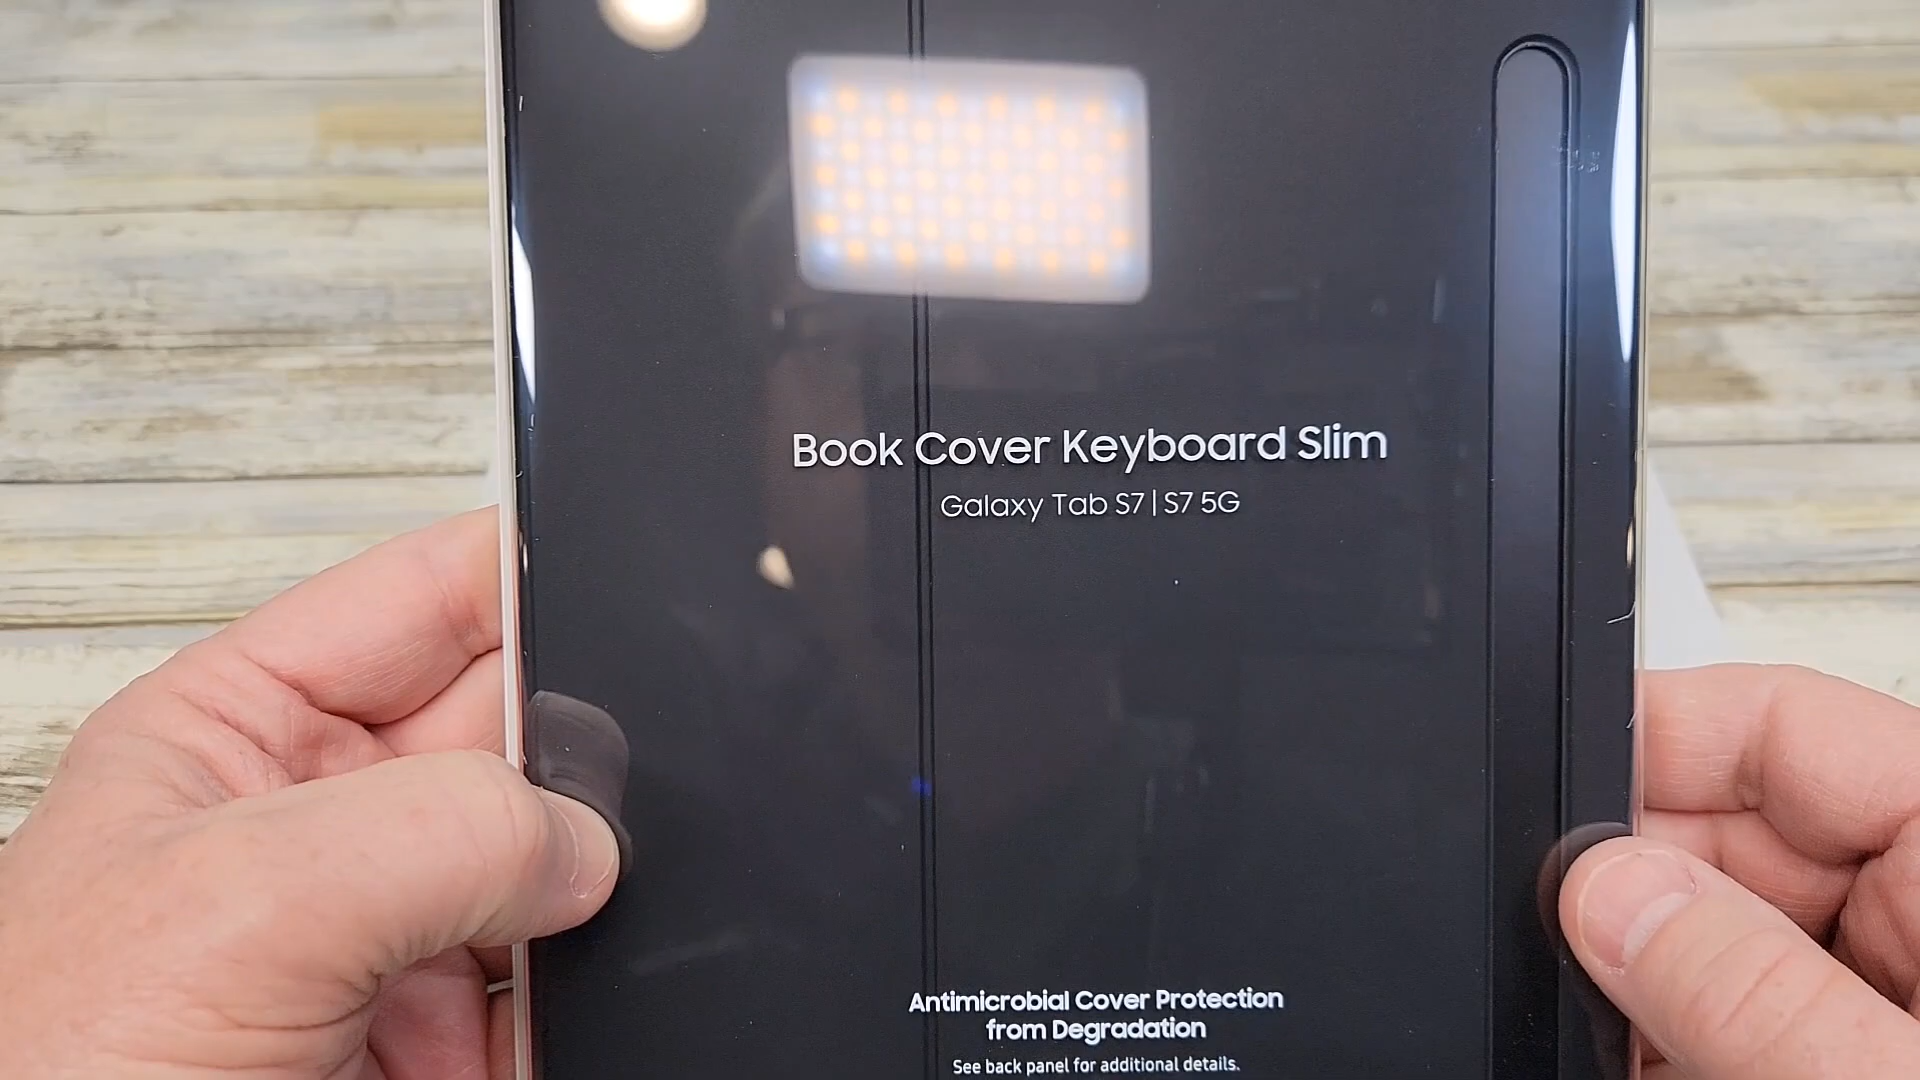 Book Cover Keyboard Slim
Galaxy Tab S7 | S7 5G
Antimicrobial Cover Protection
from Degradation
See back panel for additional details.